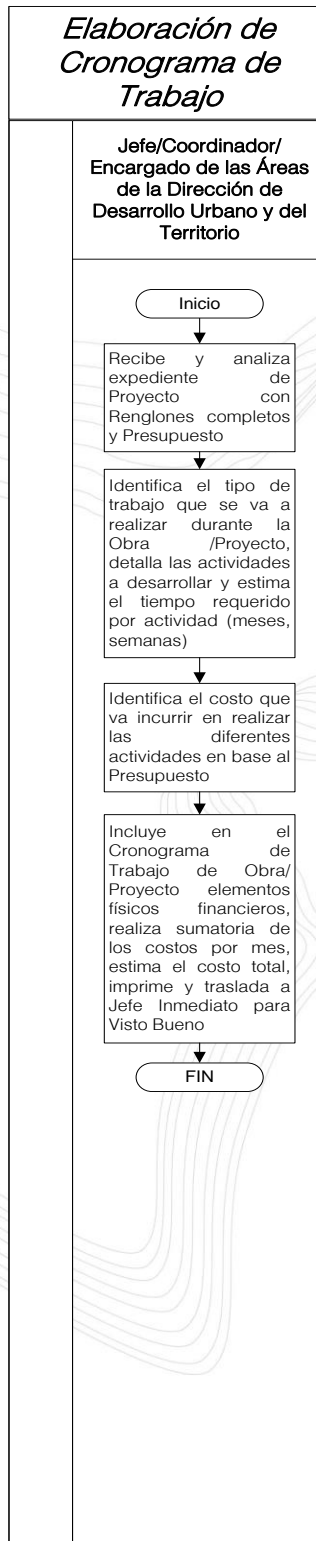 Elaboración de
Cronograma de
Trabajo
Jefe/Coordinador/
Encargado de las Áreas
de la Dirección de
Desarrollo Urbano y del
Territorio
Inicio
Recibe y analiza
expediente de
Proyecto con
Renglones completos
y Presupuesto
Identifica el tipo de
trabajo que se va a
realizar durante la
Obra /Proyecto,
detalla las actividades
a desarrollar y estima
el tiempo requerido
por actividad (meses,
semanas)
Identifica el costo que
va incurrir en realizar
las diferentes
actividades en base al
Presupuesto
Incluye en el
Cronograma de
Trabajo de Obra/
Proyecto elementos
físicos financieros,
realiza sumatoria de
los costos por mes,
estima el costo total,
imprime y traslada a
Jefe Inmediato para
Visto Bueno
FIN